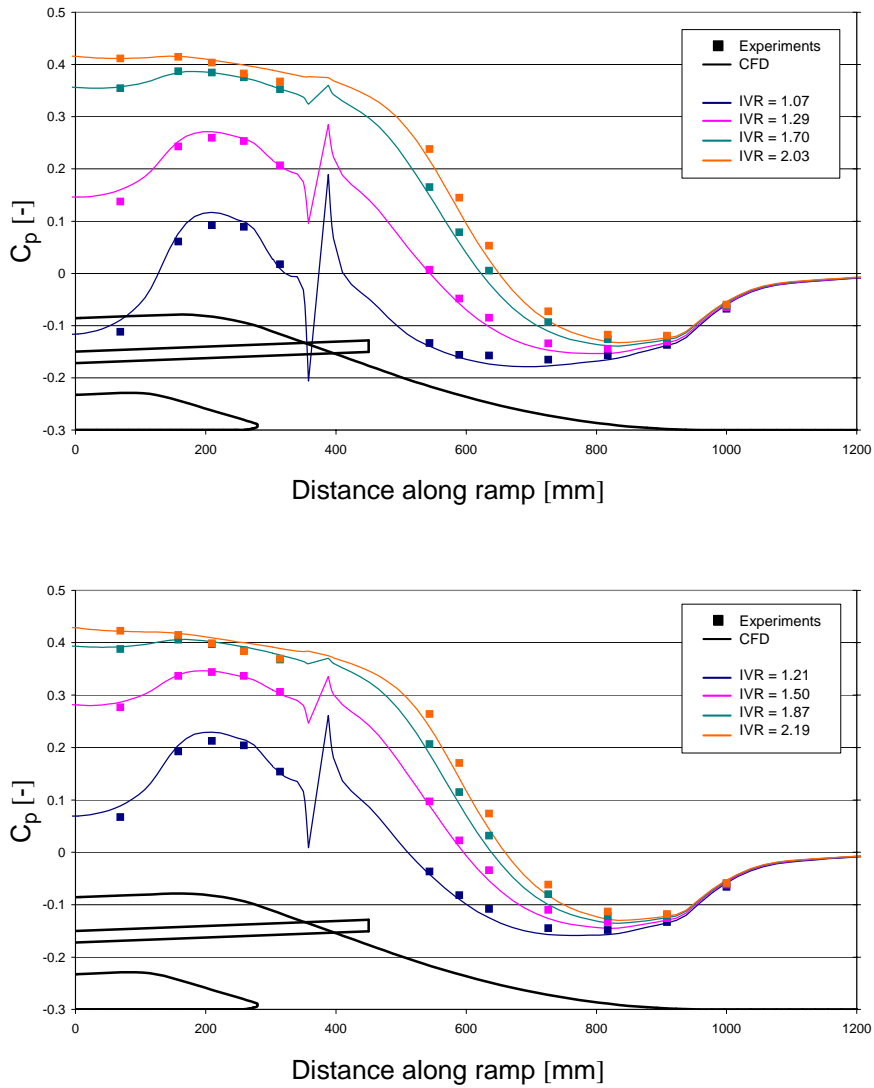 0.5
0.4
0.3
0.2
0.1
0
-0.1
-0.2
-0.3
Cp [-]
Experiments
CFD
IVR = 1.07
IVR = 1.29
IVR = 1.70
IVR = 2.03
0 200 400 600 800 1000 1200
Distance along ramp [mm]
0.5
0.4
0.3
0.2
0.1
0
-0.1
-0.2
-0.3
Cp [-]
Experiments
CFD
IVR = 1.21
IVR = 1.50
IVR = 1.87
IVR = 2.19
0 200 400 600 800 1000 1200
Distance along ramp [mm]